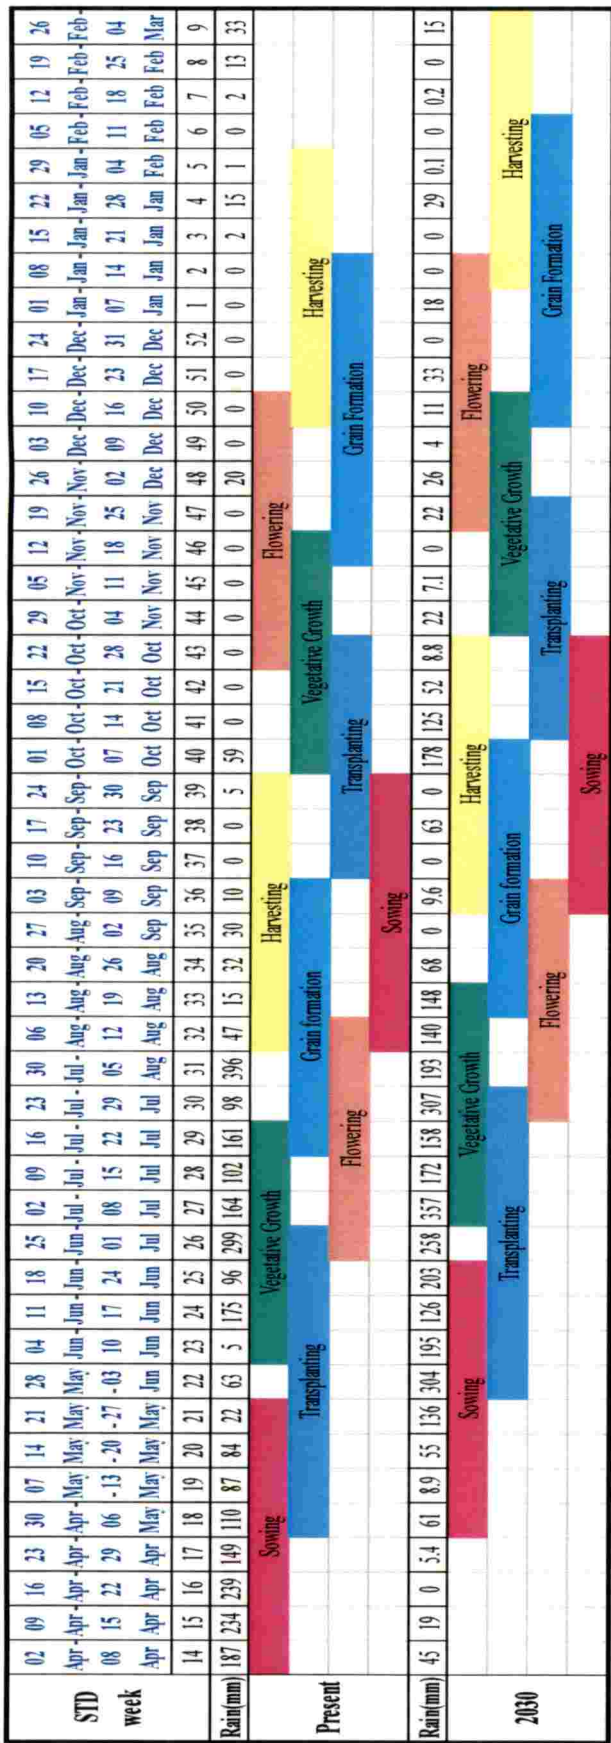 02 09 16 23 30 07 14 21 28 04 11 18 25 02 09 16 23 30 06 13 20 27 03 10 17 24 01 08 15 22 29 05 12 19 26 03 10 17 24 01 08 15 22 29 05 12 19 26
STD Apr - Apr - Apr - Apr - Apr - May May May May Jun - Jun - Jun - Jun - Jul - Jul - Jul - Jul - Jul - Aug - Aug - Aug - Aug - Sep - Sep - Sep - Sep - Oct - Oct - Oct - Oct - Oct - Nov - Nov - Nov - Nov - Dec - Dec - Dec - Dec - Jan - Jan - Jan - Jan - Jan - Feb - Feb - Feb - Feb -
week 08 15 22 29 06 - 13 - 20 - 27 - 03 10 17 24 01 08 15 22 29 05 12 19 26 02 09 16 23 30 07 14 21 28 04 11 18 25 02 09 16 23 31 07 14 21 28 04 11 18 25 04
Apr Apr Apr Apr May May May May Jun Jun Jun Jun Jul Jul Jul Jul Jul Aug Aug Aug Aug Sep Sep Sep Sep Sep Oct Oct Oct Oct Nov Nov Nov Nov Dec Dec Dec Dec Dec Jan Jan Jan Jan Feb Feb Feb Feb Mar
14 15 16 17 18 19 20 21 22 23 24 25 26 27 28 29 30 31 32 33 34 35 36 37 38 39 40 41 42 43 44 45 46 47 48 49 50 51 52 1 2 3 4 5 6 7 8 9
Rain(mm) 187 234 239 149 110 87 84 22 63 5 175 96 299 164 102 161 98 396 47 15 32 30 10 0 0 5 59 0 0 0 0 0 0 0 20 0 0 0 0 0 0 2 15 1 0 2 13 33
Present
Sowing Vegetative Growth Harvesting Flowering
Transplanting Grain formation Vegetative Growth Harvesting
Flowering Transplanting Grain Formation
Sowing
Rain(mm) 45 19 0 5.4 61 8.9 55 136 304 195 126 203 258 357 172 158 307 193 140 148 68 0 9.6 0 63 0 178 125 52 8.8 22 7.1 0 22 26 4 11 33 0 18 0 0 29 0.1 0 0.2 0 15
2030
Sowing Vegetative Growth Harvesting Flowering
Transplanting Grain formation Vegetative Growth Harvesting
Flowering Transplanting Grain Formation
Sowing